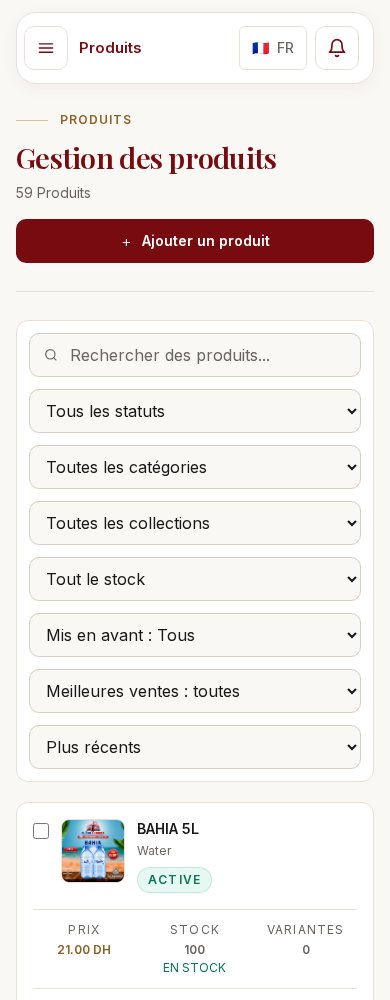 Produits
FR
PRODUITS
Gestion des produits
59 Produits
+ Ajouter un produit
Rechercher des produits...
Tous les statuts
Toutes les catégories
Toutes les collections
Tout le stock
Mis en avant : Tous
Meilleures ventes : toutes
Plus récents
BAHIA 5L
Water
BAHIA
ACTIVE
PRIX STOCK VARIANTES
21.00 DH 100 0
EN STOCK